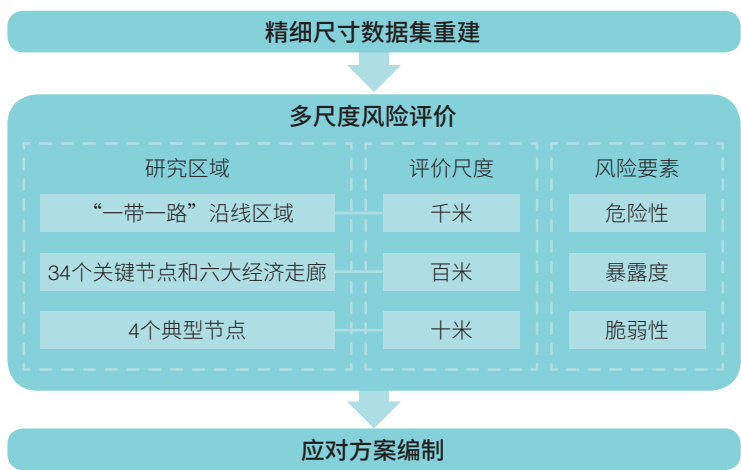 精细尺寸数据集重建
多尺度风险评价
研究区域 评价尺度 风险要素
“一带一路”沿线区域 千米 危险性
34个关键节点和六大经济走廊 百米 暴露度
4个典型节点 十米 脆弱性
应对方案编制